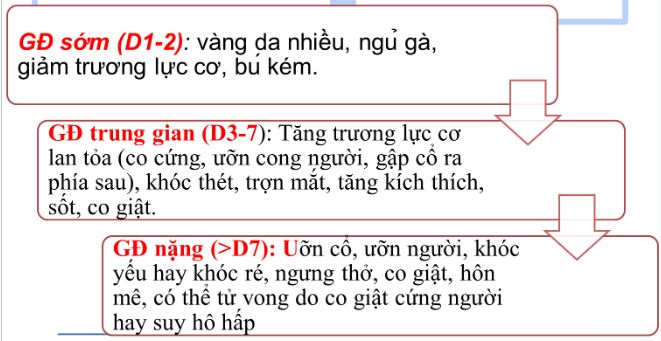 GĐ sớm (D1-2): vàng da nhiều, ngủ gà,
giảm trương lực cơ, bú kém.
GĐ trung gian (D3-7): Tăng trương lực cơ
lan tỏa (co cứng, ưỡn cong người, gập cổ ra
phía sau), khóc thét, trợn mắt, tăng kích thích,
sốt, co giật.
GĐ nặng (>D7): Uỡn cổ, ưỡn người, khóc
yếu hay khóc ré, ngưng thở, co giật, hôn
mê, có thể tử vong do co giật cứng người
hay suy hô hấp